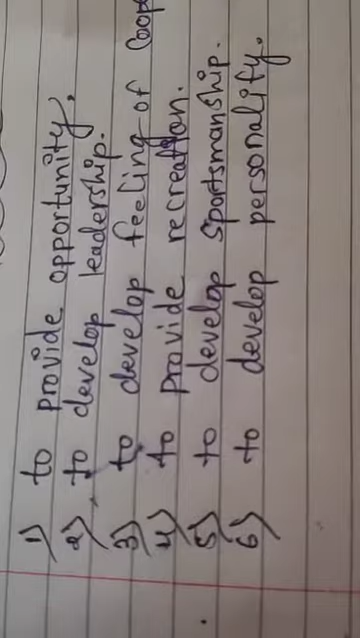 1) to provide opportunity.
2) to develop leadership.
3) to develop feeling of
4) to provide recreation.
5) to develop sportsmanship.
6) to develop personality.